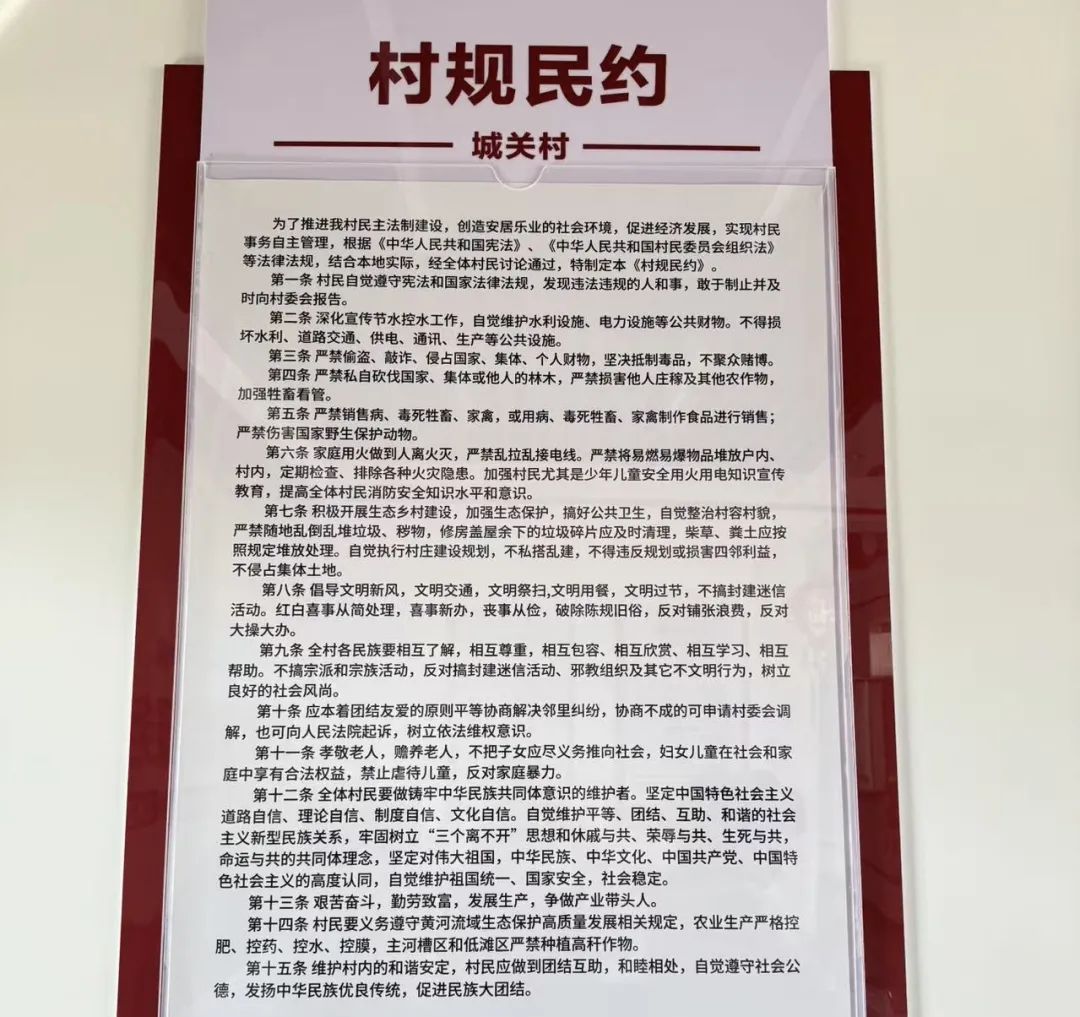 村规民约
城关村
为了推进我村民主法制建设，创造安居乐业的社会环境，促进经济发展，实现村民
事务自主管理，根据《中华人民共和国宪法》、《中华人民共和国村民委员会组织法》
等法律法规，结合本地实际，经全体村民讨论通过，特制定本《村规民约》。
第一条 村民自觉遵守宪法和国家法律法规，发现违法违规的人和事，敢于制止并及
时向村委会报告。
第二条 深化宣传节水控水工作，自觉维护水利设施、电力设施等公共财物。不得损
坏水利、道路交通、供电、通讯、生产等公共设施。
第三条 严禁偷盗、敲诈、侵占国家、集体、个人财物，坚决抵制毒品，不聚众赌博。
第四条 严禁私自砍伐国家、集体或他人的林木，严禁损害他人庄稼及其他农作物，
加强牲畜看管。
第五条 严禁销售病、毒死牲畜、家禽，或用病、毒死牲畜、家禽制作食品进行销售；
严禁伤害国家野生保护动物。
第六条 家庭用火做到人离火灭，严禁乱拉乱接电线。严禁将易燃易爆物品堆放户内、
村内，定期检查、排除各种火灾隐患。加强村民尤其是少年儿童安全用火用电知识宣传
教育，提高全体村民消防安全知识水平和意识。
第七条 积极开展生态乡村建设，加强生态保护，搞好公共卫生，自觉整治村容村貌，
严禁随地乱倒乱堆垃圾、秽物，修房盖屋余下的垃圾碎片应及时清理，柴草、粪土应按
照规定堆放处理。自觉执行村庄建设规划，不私搭乱建，不得违反规划或损害四邻利益，
不侵占集体土地。
第八条 倡导文明新风，文明交通，文明祭扫,文明用餐，文明过节，不搞封建迷信
活动。红白喜事从简处理，喜事新办，丧事从俭，破除陈规旧俗，反对铺张浪费，反对
大操大办。
第九条 全村各民族要相互了解，相互尊重，相互包容、相互欣赏、相互学习、相互
帮助。不搞宗派和宗族活动，反对搞封建迷信活动、邪教组织及其它不文明行为，树立
良好的社会风尚。
第十条 应本着团结友爱的原则平等协商解决邻里纠纷，协商不成的可申请村委会调
解，也可向人民法院起诉，树立依法维权意识。
第十一条 孝敬老人，赡养老人，不把子女应尽义务推向社会，妇女儿童在社会和家
庭中享有合法权益，禁止虐待儿童，反对家庭暴力。
第十二条 全体村民要做铸牢中华民族共同体意识的维护者。坚定中国特色社会主义
道路自信、理论自信、制度自信、文化自信。自觉维护平等、团结、互助、和谐的社会
主义新型民族关系，牢固树立“三个离不开”思想和休戚与共、荣辱与共、生死与共，
命运与共的共同体理念，坚定对伟大祖国，中华民族、中华文化、中国共产党、中国特
色社会主义的高度认同，自觉维护祖国统一、国家安全，社会稳定。
第十三条 艰苦奋斗，勤劳致富，发展生产，争做产业带头人。
第十四条 村民要义务遵守黄河流域生态保护高质量发展相关规定，农业生产严格控
肥、控药、控水、控膜，主河槽区和低滩区严禁种植高秆作物。
第十五条 维护村内的和谐安定，村民应做到团结互助，和睦相处，自觉遵守社会公
德，发扬中华民族优良传统，促进民族大团结。